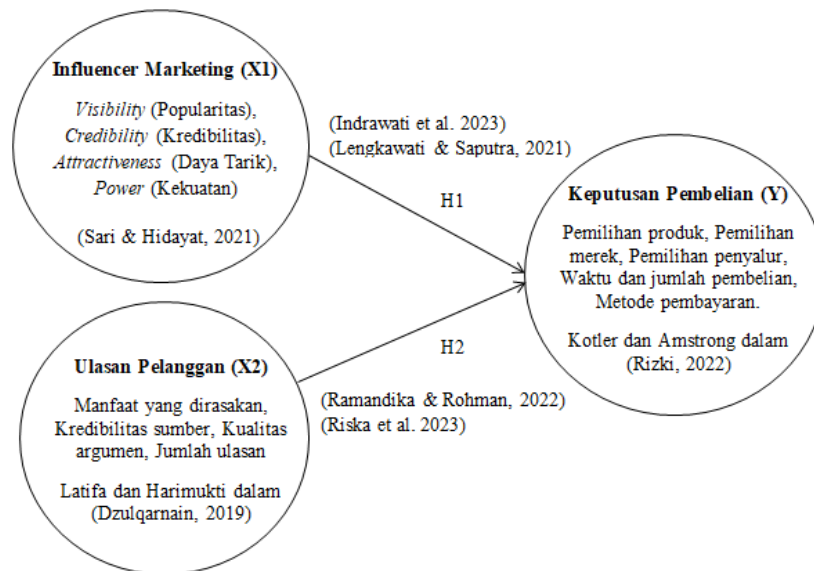 Influencer Marketing (X1)
Visibility (Popularitas),
Credibility (Kredibilitas),
Attractiveness (Daya Tarik),
Power (Kekuatan)
(Sari & Hidayat, 2021)
(Indrawati et al. 2023)
(Lengkawati & Saputra, 2021)
H1
Keputusan Pembelian (Y)
Pemilihan produk, Pemilihan
merek, Pemilihan penyalur,
Waktu dan jumlah pembelian,
Metode pembayaran.
Kotler dan Amstrong dalam
(Rizki, 2022)
H2
Ulasan Pelanggan (X2)
Manfaat yang dirasakan,
Kredibilitas sumber, Kualitas
argumen, Jumlah ulasan
Latifa dan Harimukti dalam
(Dzulqarnain, 2019)
(Ramandika & Rohman, 2022)
(Riska et al. 2023)